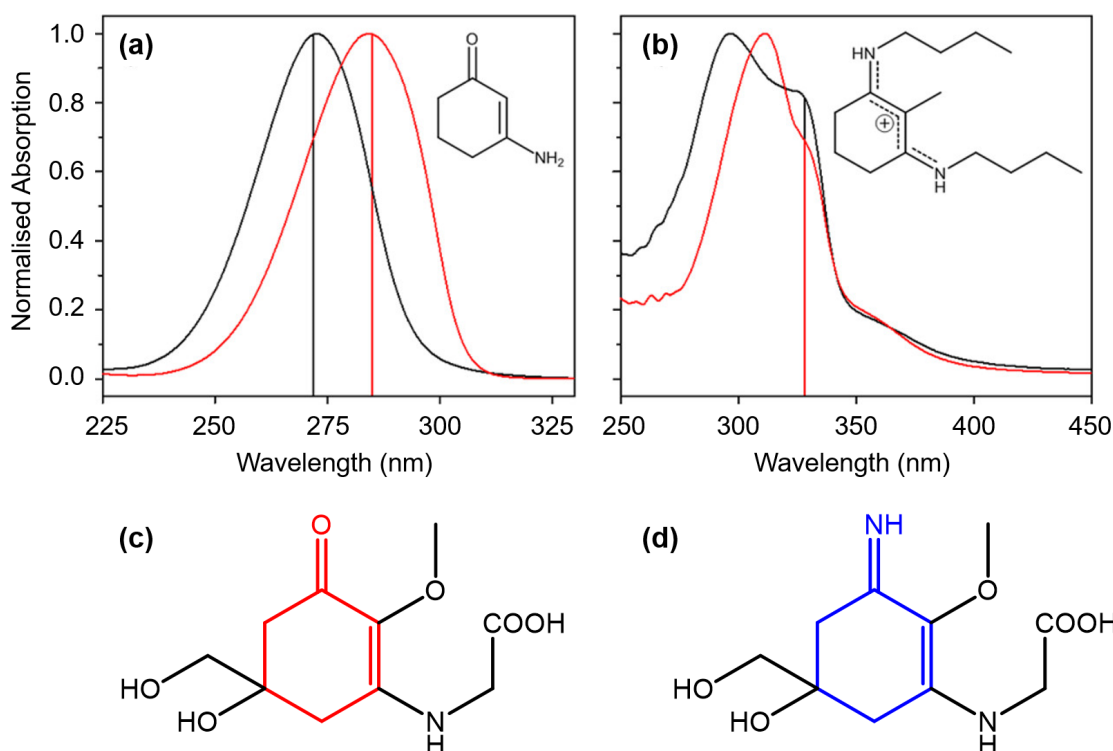 (a)
(b)
Normalised Absorption
1.0
0.8
0.6
0.4
0.2
0.0
O
NH2
HN
+
N
H
225 250 275 300 325
250 300 350 400 450
Wavelength (nm)
Wavelength (nm)
(c)
O
O
COOH
HO
HO
N
H
(d)
NH
O
COOH
HO
HO
N
H